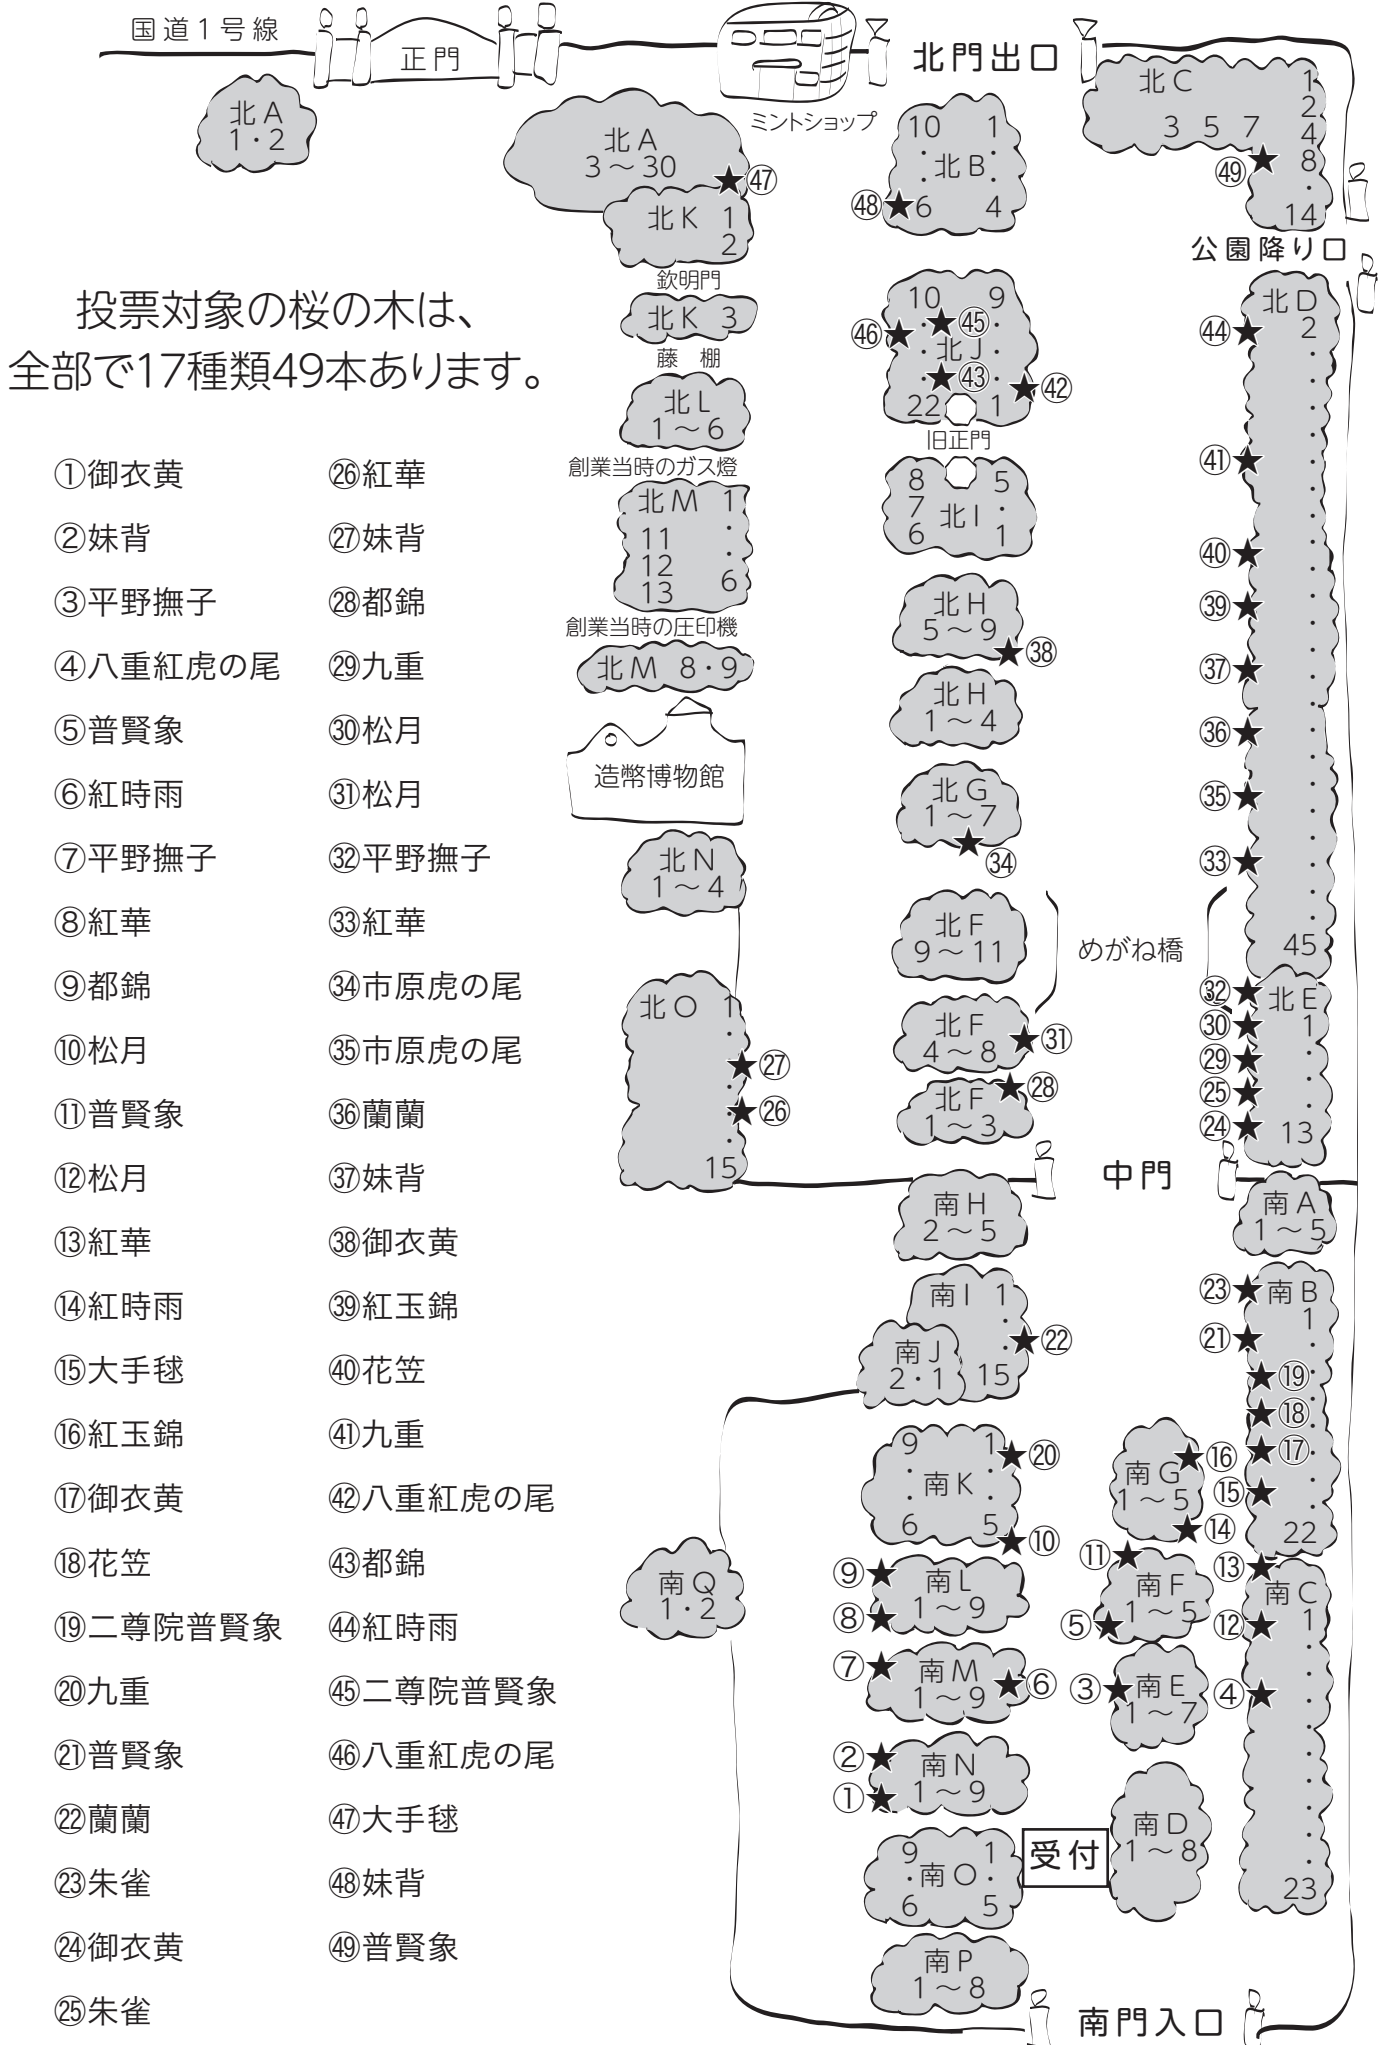 国道1号線
正門
北門出口
ミントショップ
北A
1・2
北A
3～30
★㊼
北K 1
2
欽明門
北K 3
藤棚
北L
1～6
創業当時のガス燈
北M 1
11
12
13
6
創業当時の圧印機
北M 8・9
造幣博物館
北N
1～4
北O 1
★㉗
★㉖
15
10 1
北B
㊽★6 4
北C 1
2
3 5 7 4
㊾★ 8
14
公園降り口
10 9
㊻★ ★㊺
北J
★㊸ ★㊷
22 1
旧正門
8 5
7 北I
6 1
北H
5～9
★㊳
北H
1～4
北G
1～7
★
㉞
北F
9～11
めがね橋
北F
4～8 ★㉛
★㉘
北F
1～3
北D
㊹★ 2
㊶★
㊵★
㊴★
㊲★
㊱★
㉟★
㉝★
45
㉜★北E
㉚★ 1
㉙★
㉕★
㉔★ 13
中門
投票対象の桜の木は、
全部で17種類49本あります。
①御衣黄
②妹背
③平野撫子
④八重紅虎の尾
⑤普賢象
⑥紅時雨
⑦平野撫子
⑧紅華
⑨都錦
⑩松月
⑪普賢象
⑫松月
⑬紅華
⑭紅時雨
⑮大手毬
⑯紅玉錦
⑰御衣黄
⑱花笠
⑲二尊院普賢象
⑳九重
㉑普賢象
㉒蘭蘭
㉓朱雀
㉔御衣黄
㉕朱雀
㉖紅華
㉗妹背
㉘都錦
㉙九重
㉚松月
㉛松月
㉜平野撫子
㉝紅華
㉞市原虎の尾
㉟市原虎の尾
㊱蘭蘭
㊲妹背
㊳御衣黄
㊴紅玉錦
㊵花笠
㊶九重
㊷八重紅虎の尾
㊸都錦
㊹紅時雨
㊺二尊院普賢象
㊻八重紅虎の尾
㊼大手毬
㊽妹背
㊾普賢象
南H
2～5
南A
1～5
南I 1
★㉒
15
南J
2・1
㉓★南B
1
㉑★
★⑲
★⑱
★⑰
⑮★
22
9 1
★⑳
南K
6 5
★⑩
南G
★⑯
1～5
★⑭
⑨★ 南L
⑧★ 1～9
⑪★
南F
1～5
⑤★
⑬★
南C
⑫★ 1
④★
23
⑦★ 南M
1～9 ★⑥
③★南E
1～7
②★ 南N
①★ 1～9
南D
1～8
受付
9 1
南O
6 5
南P
1～8
南Q
1・2
南門入口